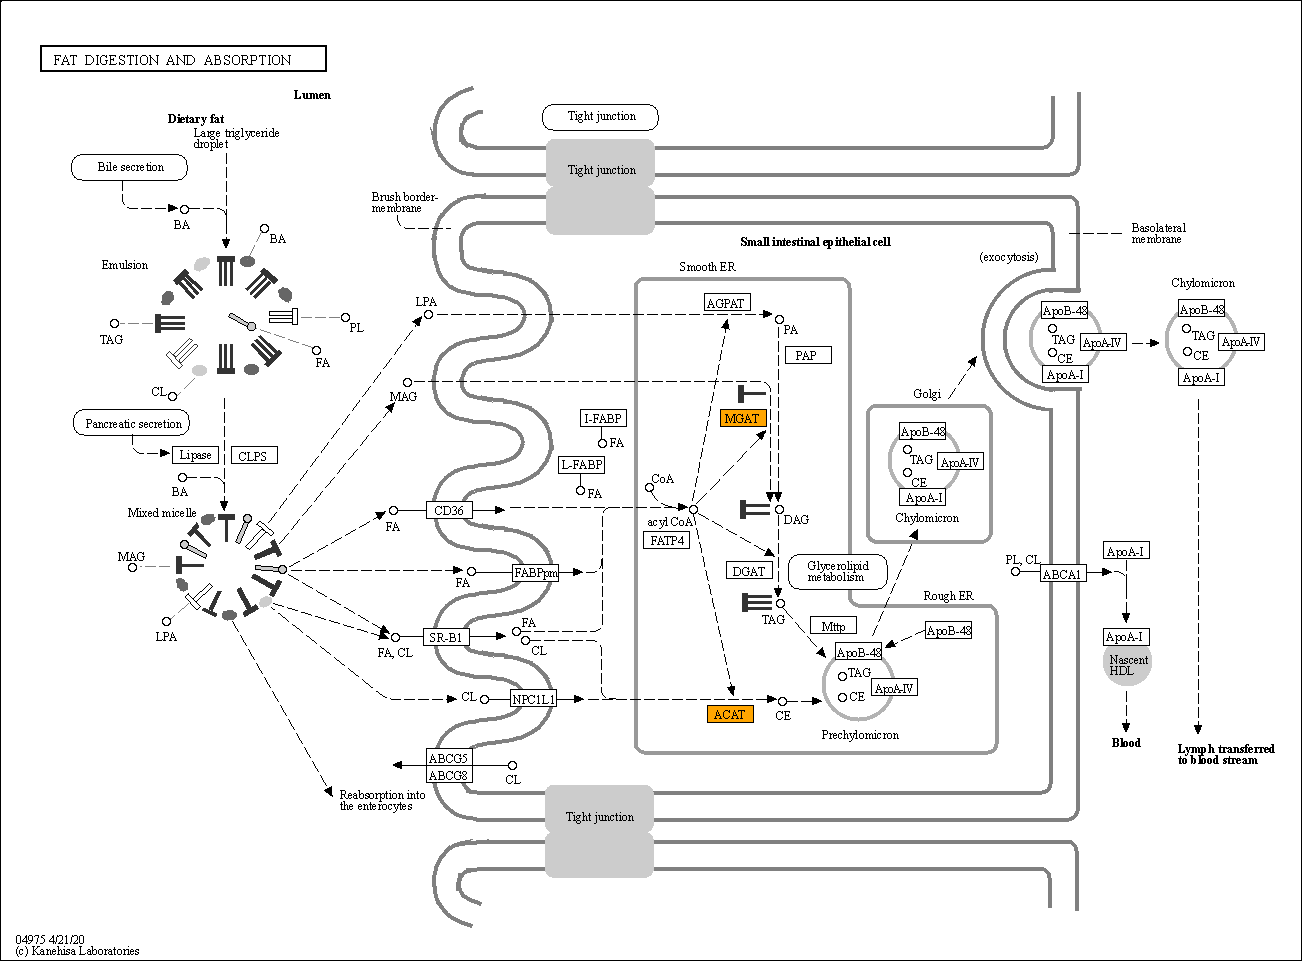 FAT DIGESTION AND ABSORPTION
Lumen
Dietary fat
Large triglyceride
droplet
Bile secretion
BA
BA
Emulsion
TAG
PL
FA
CL
Pancreatic secretion
Lipase
CLPS
BA
Mixed micelle
MAG
LPA
Reabsorption into
the enterocytes
Tight junction
Tight junction
Brush border-
membrane
LPA
MAG
FA
CD36
FA
FABPpm
FA, CL
SR-B1
FA
CL
CL
NPC1L1
ABCG5
ABCG8
CL
Tight junction
Small intestinal epithelial cell
Smooth ER
AGPAT
PA
PAP
MGAT
I-FABP
FA
L-FABP
FA
CoA
acyl CoA
FATP4
DAG
DGAT
Glycerolipid
metabolism
TAG
Mttp
Rough ER
ApoB-48
ApoB-48
TAG
ApoA-IV
CE
Prechylomicron
ACAT
CE
Golgi
ApoB-48
TAG
ApoA-IV
CE
ApoA-I
Chylomicron
(exocytosis)
Basolateral
membrane
ApoB-48
TAG
ApoA-IV
CE
ApoA-I
Chylomicron
ApoB-48
TAG
ApoA-IV
CE
ApoA-I
PL, CL
ABCA1
ApoA-I
ApoA-I
Nascent
HDL
Blood
Lymph transferred
to blood stream
04975 4/21/20
(c) Kanehisa Laboratories